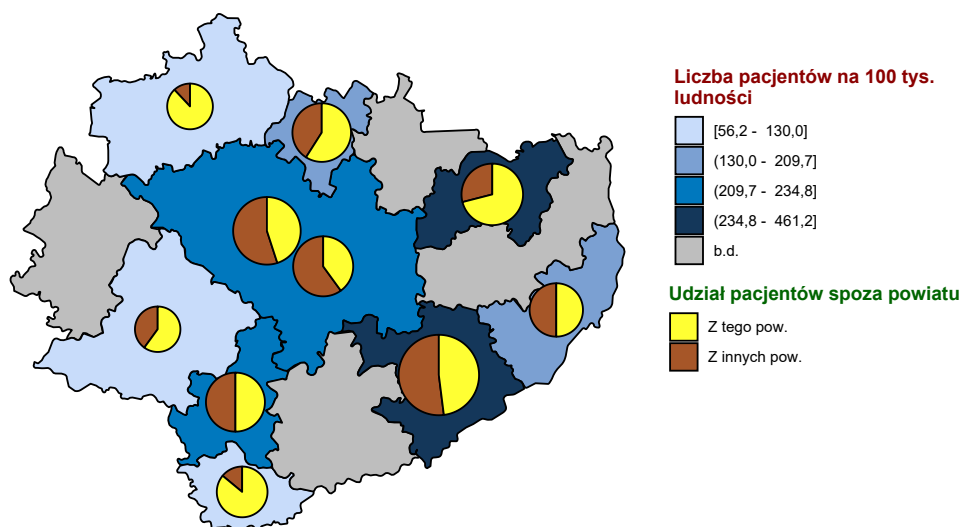 Liczba pacjentów na 100 tys.
ludności
[56,2 - 130,0]
(130,0 - 209,7]
(209,7 - 234,8]
(234,8 - 461,2]
b.d.
Udział pacjentów spoza powiatu
Z tego pow.
Z innych pow.